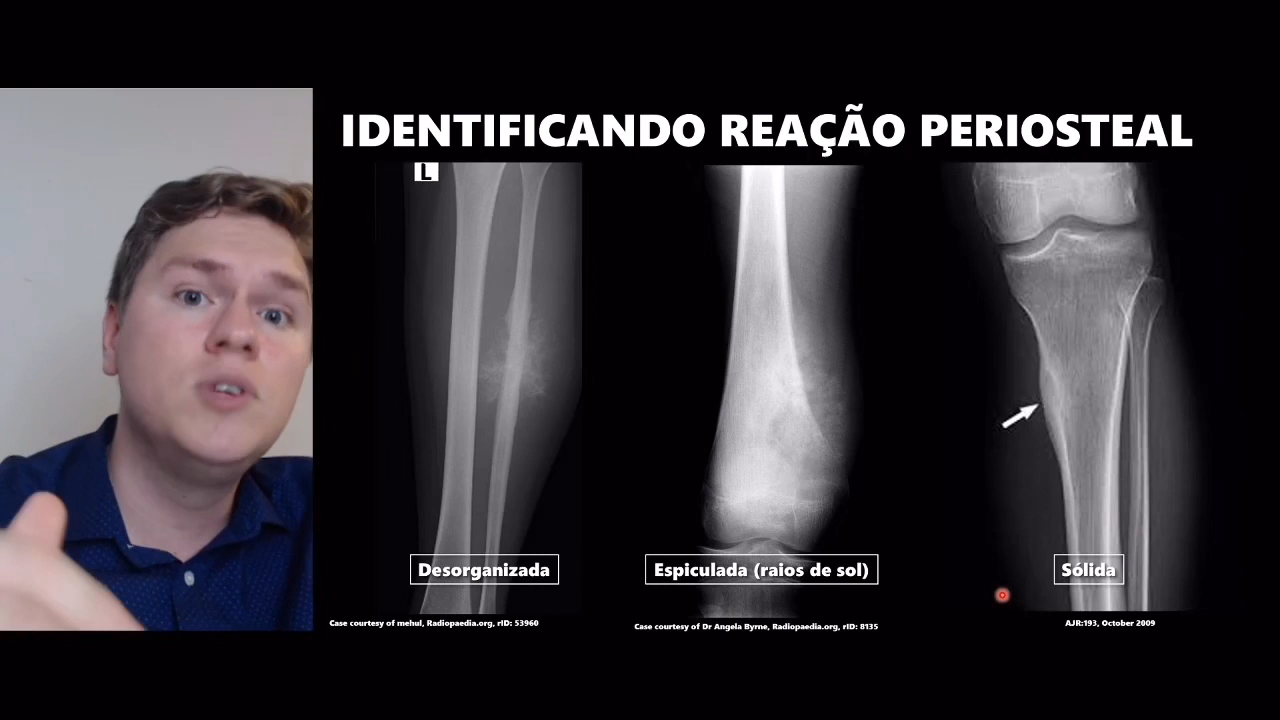 IDENTIFICANDO REAÇÃO PERIOSTEAL
L
Desorganizada
Espiculada (raios de sol)
Sólida
Case courtesy of mehul, Radiopaedia.org, rID: 53960
Case courtesy of Dr Angela Byrne, Radiopaedia.org, rID: 8135
AJR:193, October 2009